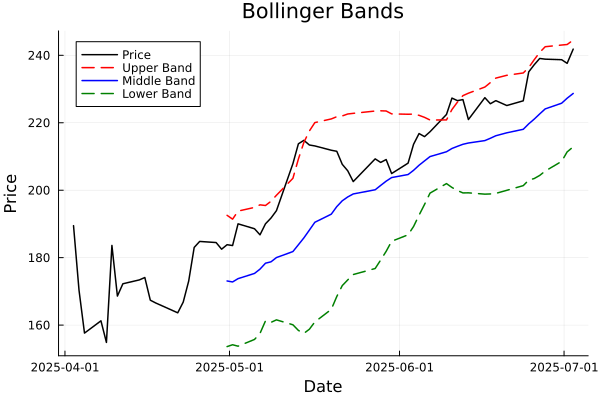 Bollinger Bands
Price
Upper Band
Middle Band
Lower Band
Price
240
220
200
180
160
2025-04-01
2025-05-01
2025-06-01
2025-07-01
Date